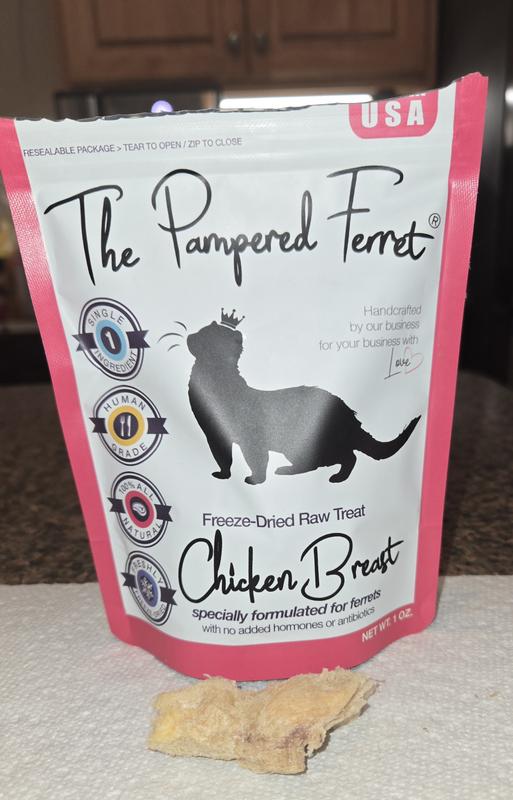 USA
RESEALABLE PACKAGE > TEAR TO OPEN / ZIP TO CLOSE
The Pampered Ferret®
Handcrafted
by our business
for your business with
Love
SINGLE
1
INGREDIENT
HUMAN
GRADE
100% ALL
NATURAL
FRESHLY
Freeze-Dried Raw Treat
Chicken Breast
specially formulated for ferrets
with no added hormones or antibiotics
NET WT. 1 OZ.